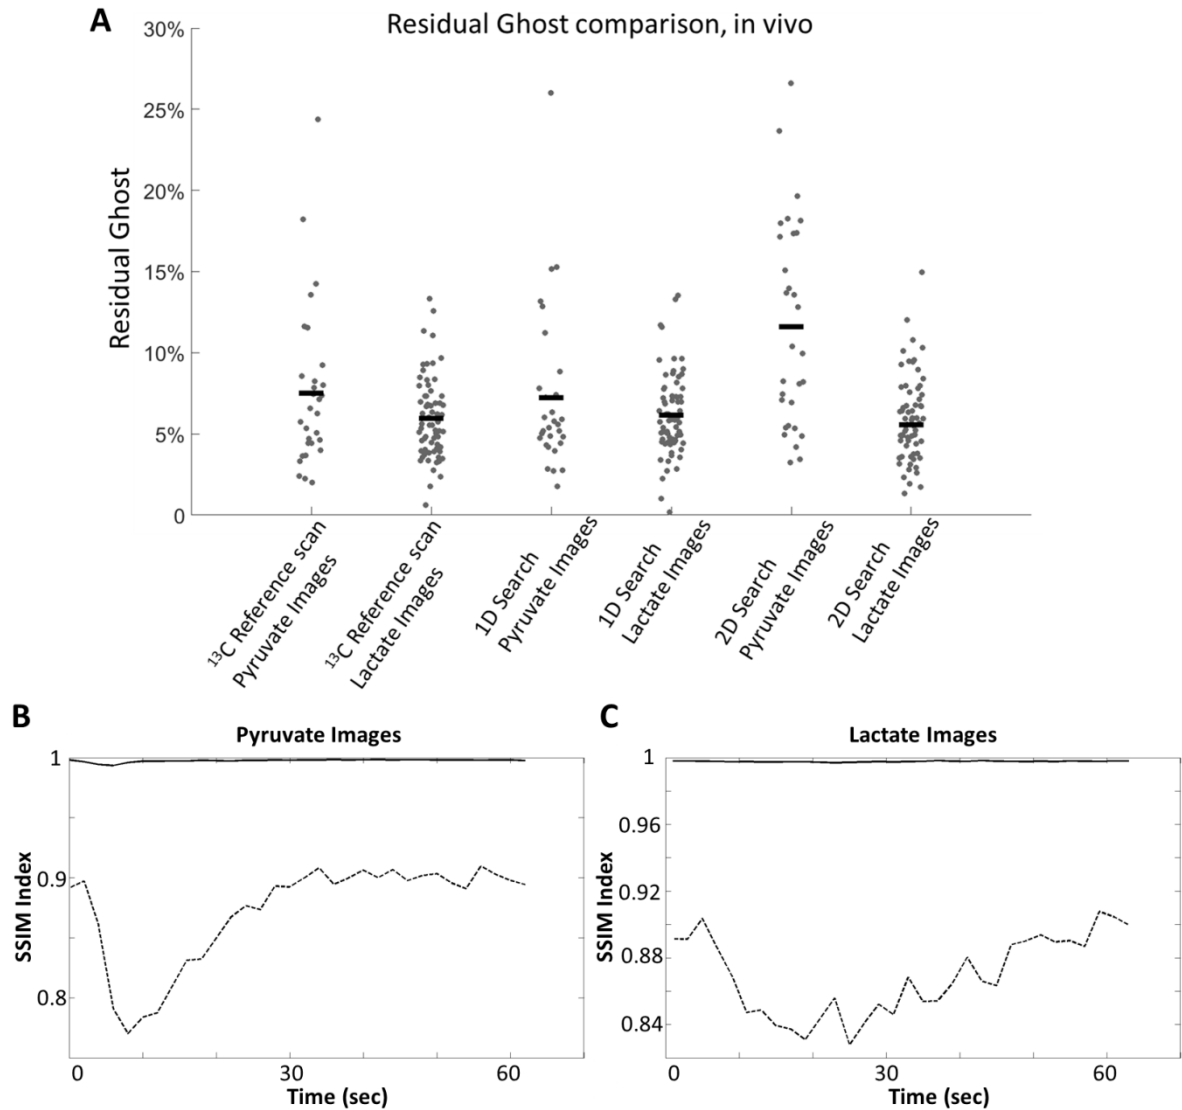 A
Residual Ghost comparison, in vivo
30%
25%
20%
15%
10%
5%
0
Residual Ghost
¹³C Reference scan
Pyruvate Images
¹³C Reference scan
Lactate Images
1D Search
Pyruvate Images
1D Search
Lactate Images
2D Search
Pyruvate Images
2D Search
Lactate Images
B
Pyruvate Images
1
0.9
0.8
SSIM Index
0
30
60
Time (sec)
C
Lactate Images
1
0.96
0.92
0.88
0.84
SSIM Index
0
30
60
Time (sec)